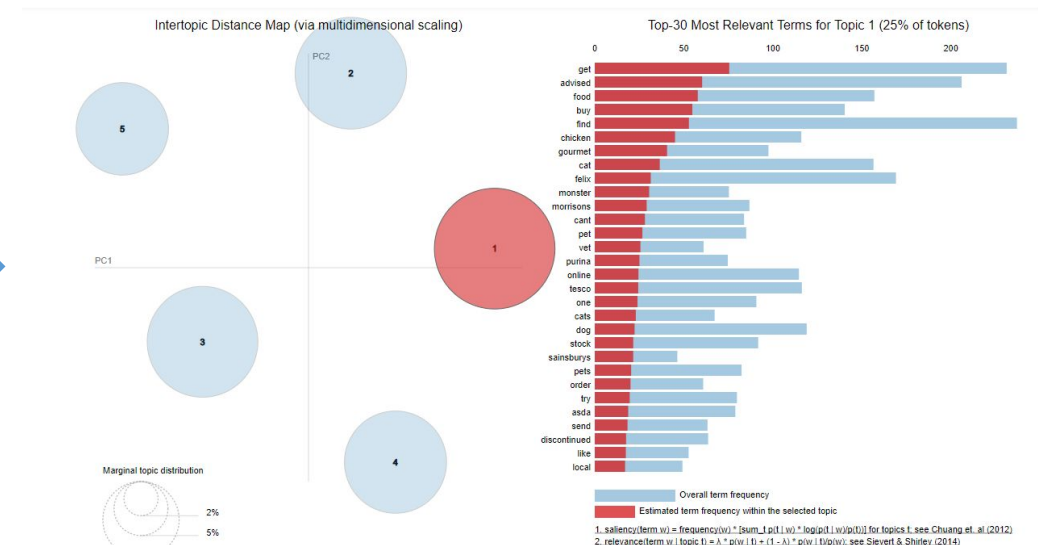 Intertopic Distance Map (via multidimensional scaling)
PC2
2
5
1
PC1
3
4
Marginal topic distribution
2%
5%
Top-30 Most Relevant Terms for Topic 1 (25% of tokens)
0 50 100 150 200
get
advised
food
buy
find
chicken
gourmet
cat
felix
monster
morrisons
cant
pet
vet
purina
online
tesco
one
cats
dog
stock
sainsburys
pets
order
try
asda
send
discontinued
like
local
Overall term frequency
Estimated term frequency within the selected topic
1. saliency(term w) = frequency(w) * [sum_t p(t | w) * log(p(t | w)/p(t))] for topics t; see Chuang et. al (2012)
2. relevance(term w | topic t) = λ * p(w | t) + (1 - λ) * p(w | t)/p(w); see Sievert & Shirley (2014)